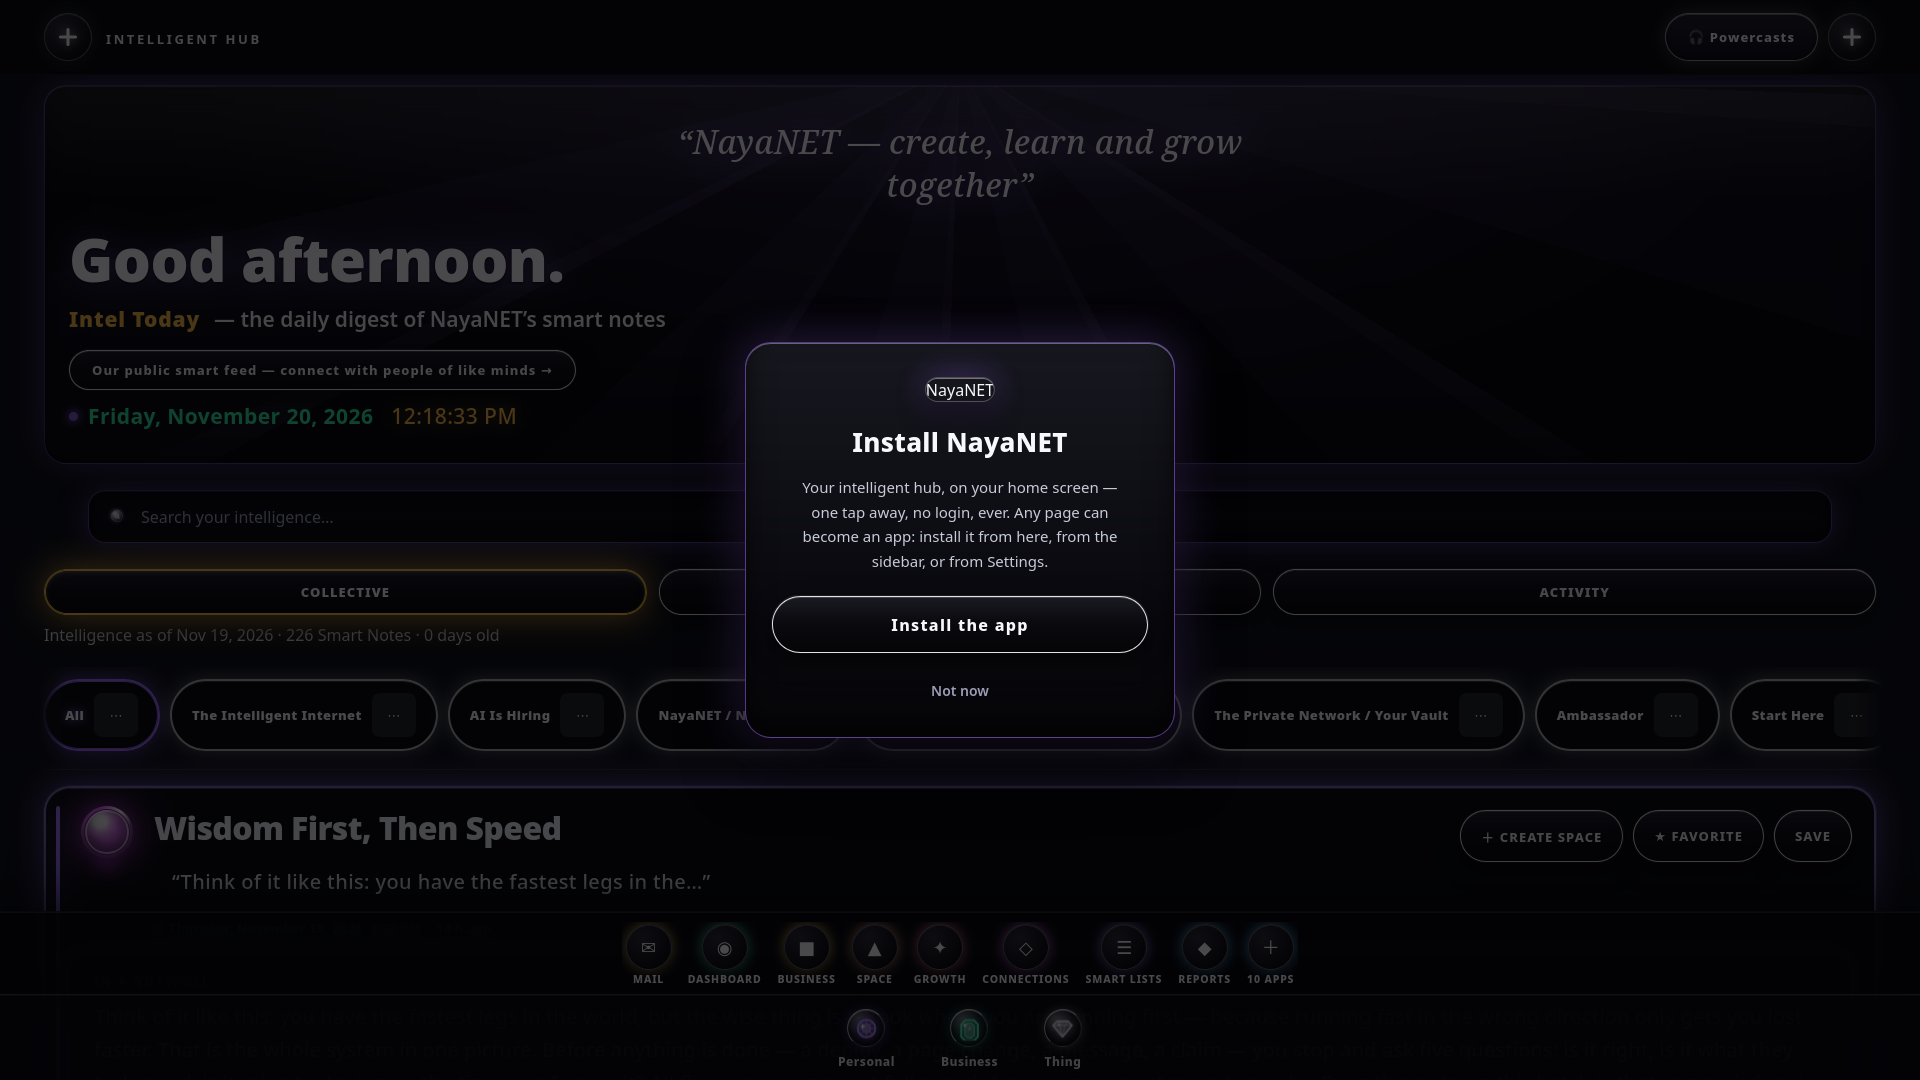 INTELLIGENT HUB
🎧 Powercasts
“NayaNET — create, learn and grow
together”
Good afternoon.
Intel Today — the daily digest of NayaNET’s smart notes
Our public smart feed — connect with people of like minds →
Friday, November 20, 2026 12:18:33 PM
NayaNET
Install NayaNET
Your intelligent hub, on your home screen —
one tap away, no login, ever. Any page can
become an app: install it from here, from the
sidebar, or from Settings.
Install the app
Not now
Search your intelligence...
COLLECTIVE
ACTIVITY
Intelligence as of Nov 19, 2026 · 226 Smart Notes · 0 days old
All ...
The Intelligent Internet ...
AI Is Hiring ...
NayaNET / N
The Private Network / Your Vault ...
Ambassador ...
Start Here ...
Wisdom First, Then Speed
+ CREATE SPACE
★ FAVORITE
SAVE
“Think of it like this: you have the fastest legs in the...”
MAIL
DASHBOARD
BUSINESS
SPACE
GROWTH
CONNECTIONS
SMART LISTS
REPORTS
10 APPS
Personal
Business
Thing